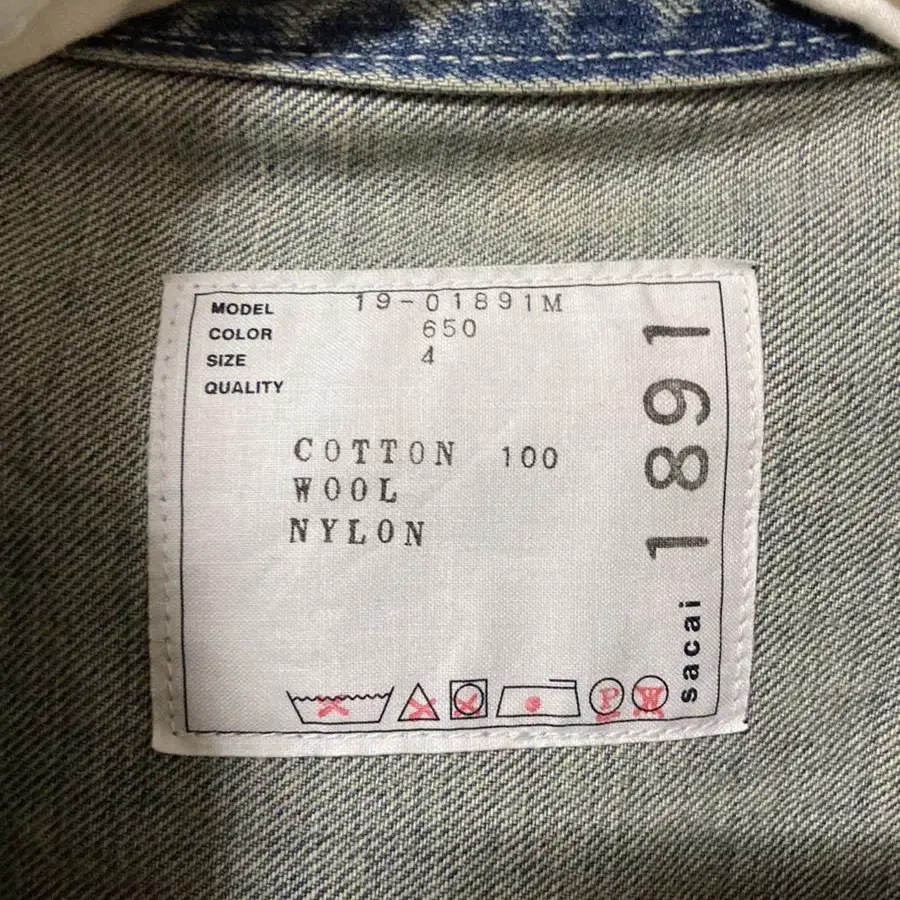 MODEL 19-01891M
COLOR 650
SIZE 4
QUALITY
COTTON 100
WOOL
NYLON
P W
sacai 1891